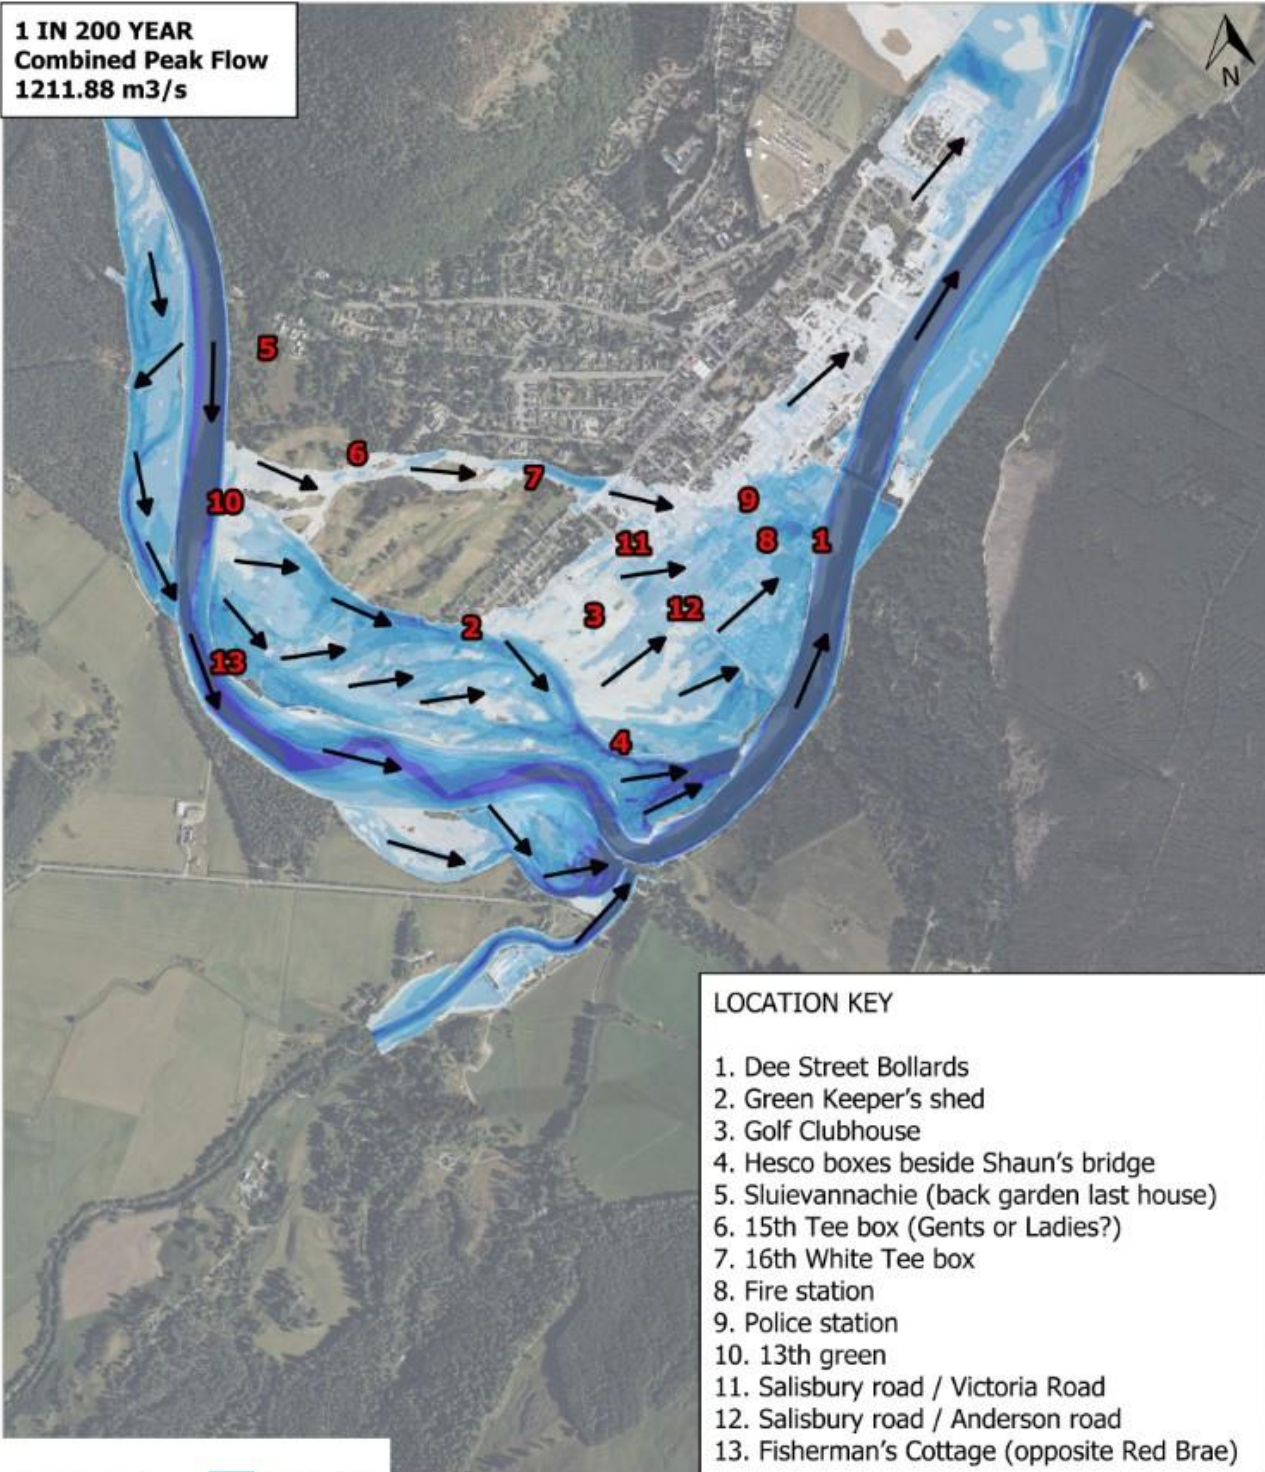 1 IN 200 YEAR
Combined Peak Flow
1211.88 m3/s
N
5
6
7
10
9
11
8
1
3
12
2
13
4
LOCATION KEY
1. Dee Street Bollards
2. Green Keeper's shed
3. Golf Clubhouse
4. Hesco boxes beside Shaun's bridge
5. Sluievannachie (back garden last house)
6. 15th Tee box (Gents or Ladies?)
7. 16th White Tee box
8. Fire station
9. Police station
10. 13th green
11. Salisbury road / Victoria Road
12. Salisbury road / Anderson road
13. Fisherman's Cottage (opposite Red Brae)